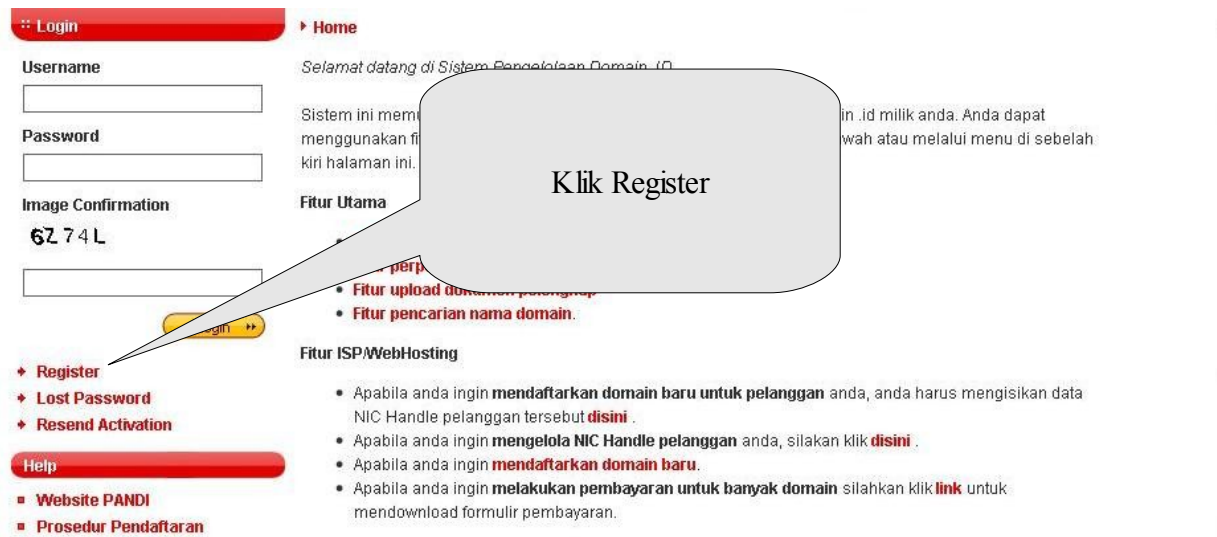 Login
Username
Password
Image Confirmation
6Z74L
Login
Register
Lost Password
Resend Activation
Help
Website PANDI
Prosedur Pendaftaran
Home
Selamat datang di Sistem Pengelolaan Domain .ID
Sistem ini in .id milik anda. Anda dapat
menggunakan wah atau melalui menu di sebelah
kiri halaman ini.
Klik Register
Fitur Utama
Fitur upload dokumen pelengkap
Fitur pencarian nama domain.
Fitur ISP/WebHosting
Apabila anda ingin mendaftarkan domain baru untuk pelanggan anda, anda harus mengisikan data
NIC Handle pelanggan tersebut disini .
Apabila anda ingin mengelola NIC Handle pelanggan anda, silakan klik disini .
Apabila anda ingin mendaftarkan domain baru.
Apabila anda ingin melakukan pembayaran untuk banyak domain silahkan klik link untuk
mendownload formulir pembayaran.